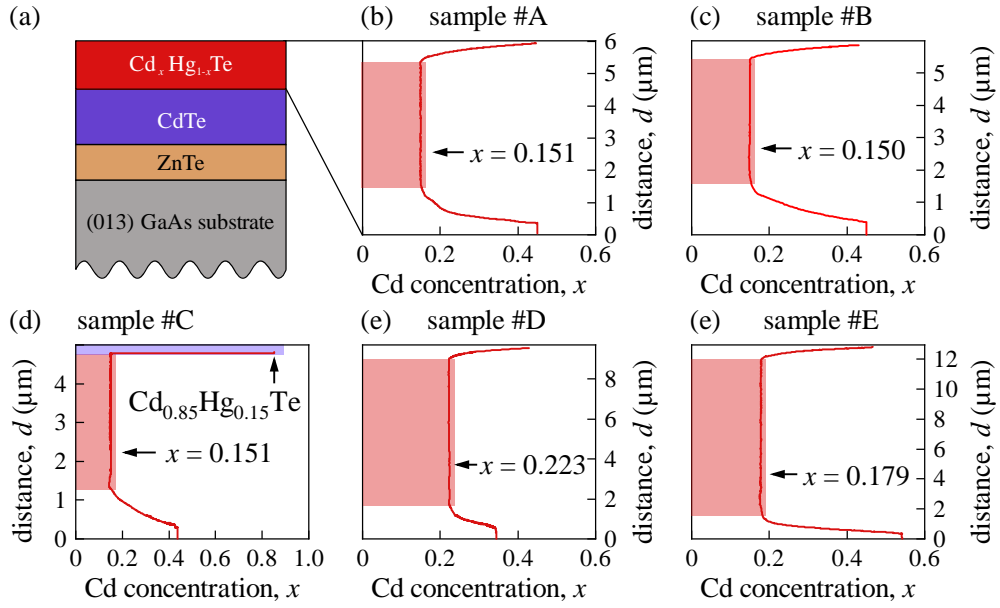 (a)
CdₓHg₁₋ₓTe
CdTe
ZnTe
(013) GaAs substrate
(b) sample #A
6
5
4
3
2
1
0
distance, d (μm)
x = 0.151
0 0.2 0.4 0.6
Cd concentration, x
(c) sample #B
6
5
4
3
2
1
0
distance, d (μm)
x = 0.150
0 0.2 0.4 0.6
Cd concentration, x
(d) sample #C
4
3
2
1
0
distance, d (μm)
Cd₀.₈₅Hg₀.₁₅Te
x = 0.151
0 0.2 0.4 0.6 0.8 1.0
Cd concentration, x
(e) sample #D
8
6
4
2
0
distance, d (μm)
x = 0.223
0 0.2 0.4 0.6
Cd concentration, x
(e) sample #E
12
10
8
6
4
2
0
distance, d (μm)
x = 0.179
0 0.2 0.4 0.6
Cd concentration, x